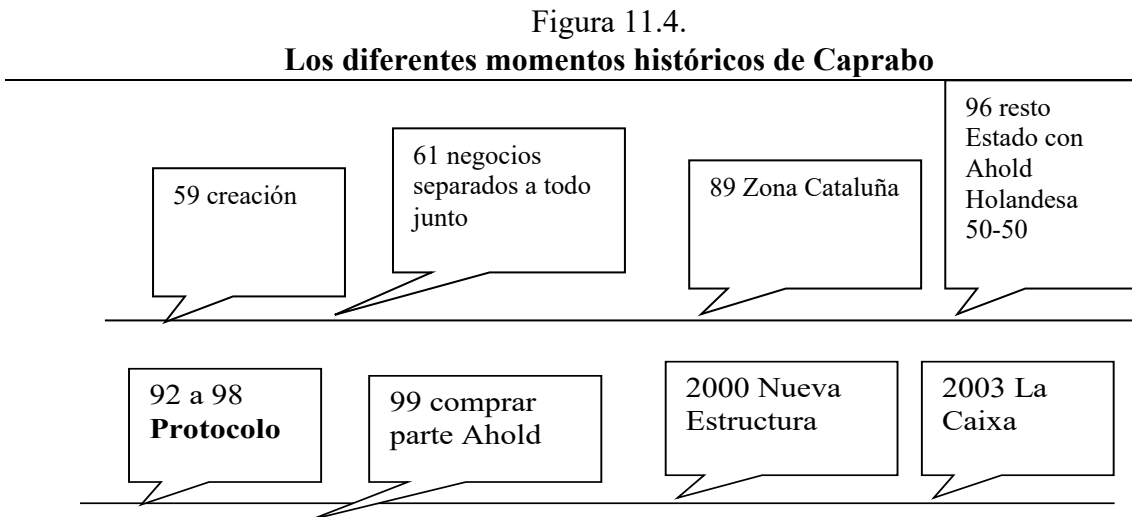 Figura 11.4.
Los diferentes momentos históricos de Caprabo
59 creación
61 negocios
separados a todo
junto
89 Zona Cataluña
96 resto
Estado con
Ahold
Holandesa
50-50
92 a 98
Protocolo
99 comprar
parte Ahold
2000 Nueva
Estructura
2003 La
Caixa